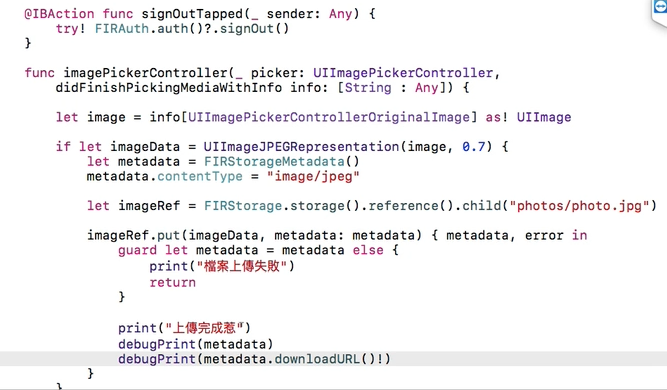 @IBAction func signOutTapped(_ sender: Any) {
try! FIRAuth.auth()?.signOut()
}
func imagePickerController(_ picker: UIImagePickerController,
didFinishPickingMediaWithInfo info: [String : Any]) {
let image = info[UIImagePickerControllerOriginalImage] as! UIImage
if let imageData = UIImageJPEGRepresentation(image, 0.7) {
let metadata = FIRStorageMetadata()
metadata.contentType = "image/jpeg"
let imageRef = FIRStorage.storage().reference().child("photos/photo.jpg")
imageRef.put(imageData, metadata: metadata) { metadata, error in
guard let metadata = metadata else {
print("檔案上傳失敗")
return
}
print("上傳完成惹")
debugPrint(metadata)
debugPrint(metadata.downloadURL()!)
}
}